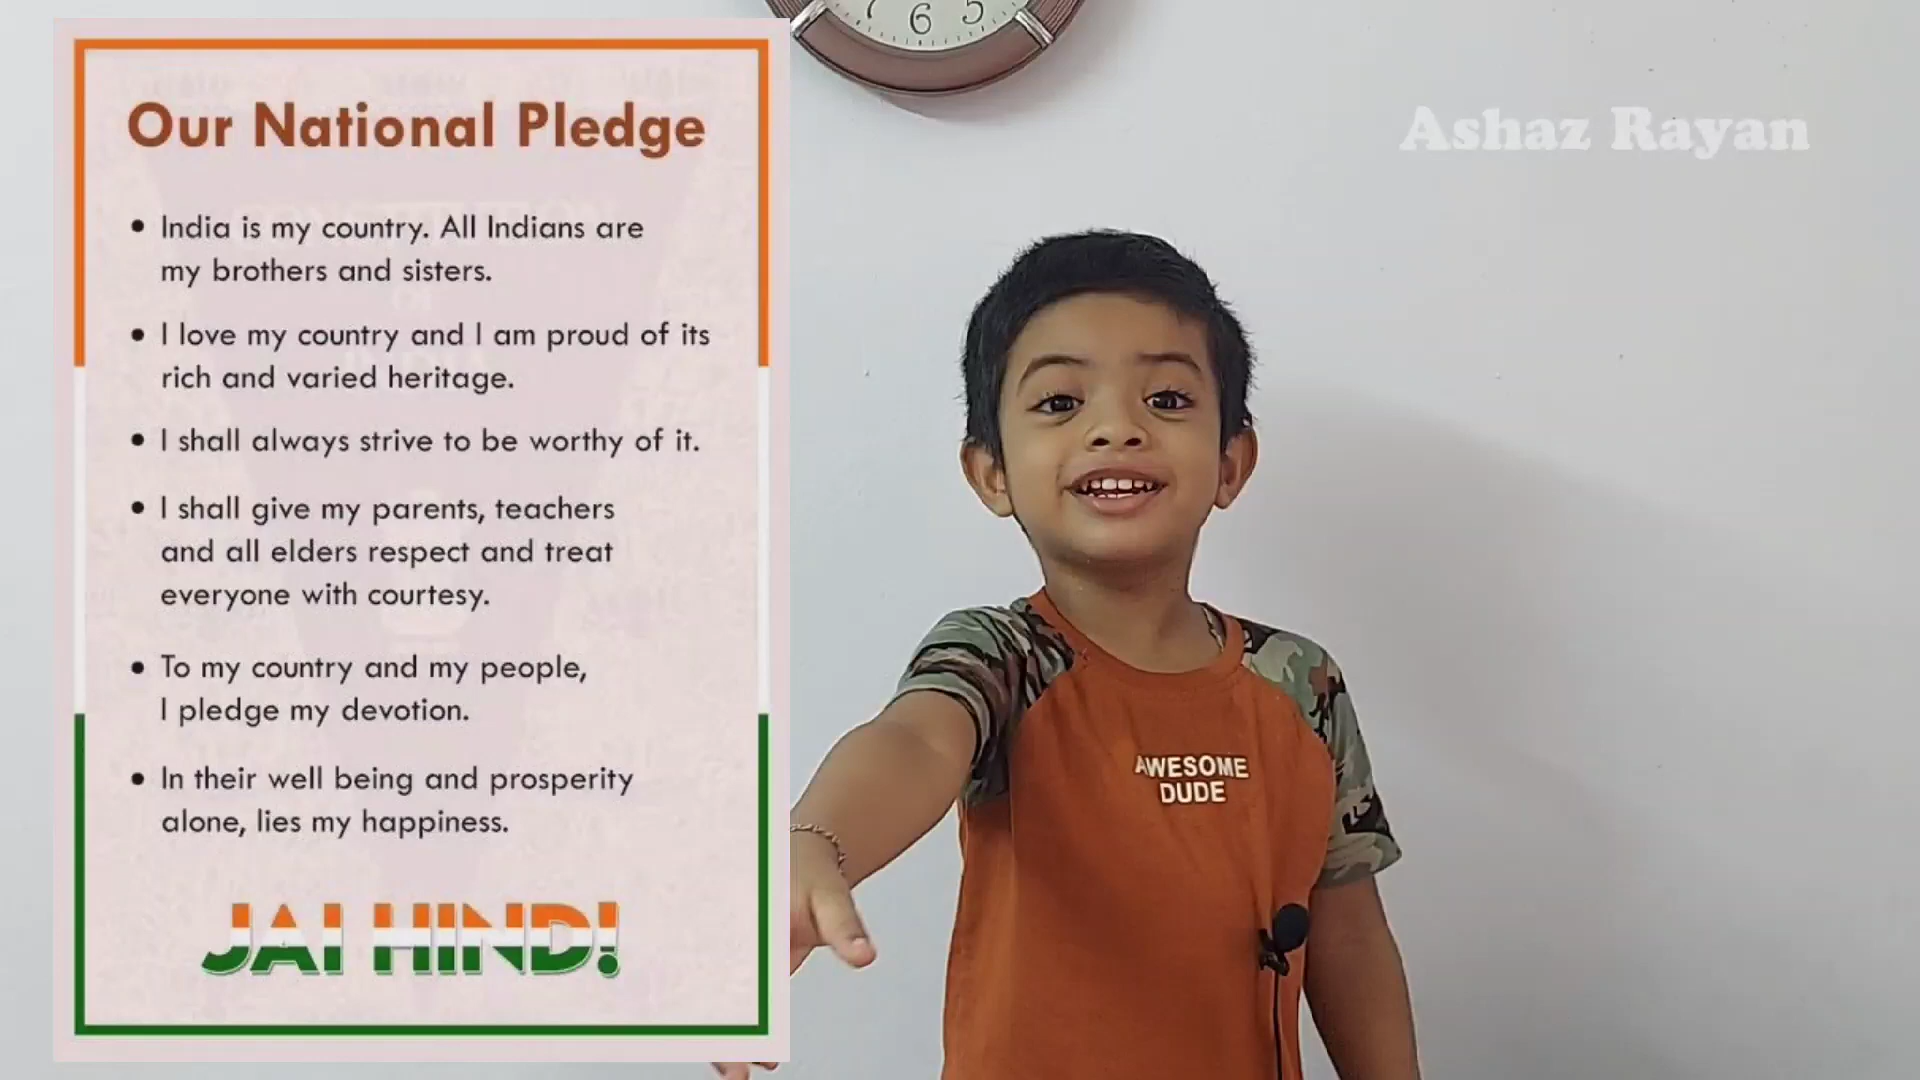 Our National Pledge
• India is my country. All Indians are
my brothers and sisters.
• I love my country and I am proud of its
rich and varied heritage.
• I shall always strive to be worthy of it.
• I shall give my parents, teachers
and all elders respect and treat
everyone with courtesy.
• To my country and my people,
I pledge my devotion.
• In their well being and prosperity
alone, lies my happiness.
JAI HIND!
7 6 5
Ashaz Rayan
AWESOME
DUDE